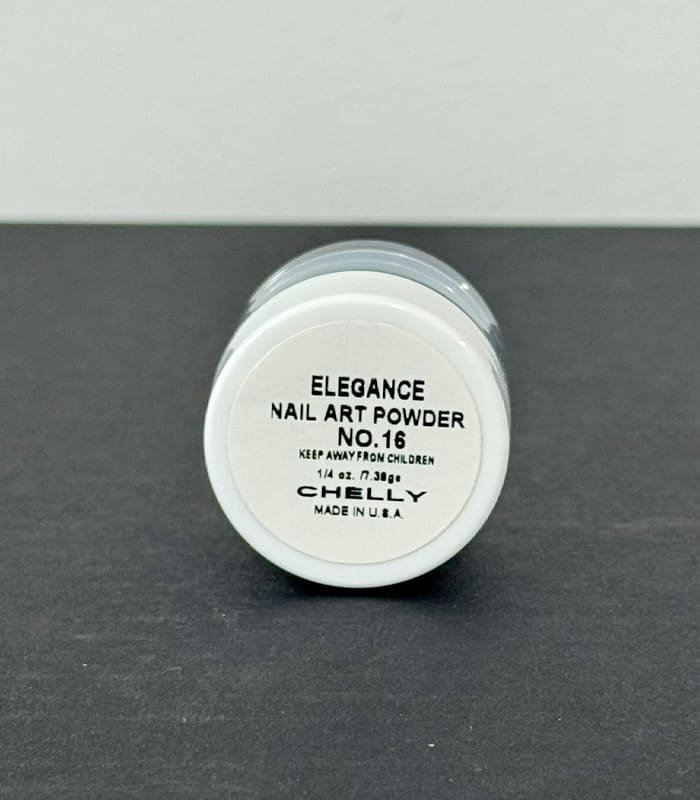 ELEGANCE
NAIL ART POWDER
NO.16
KEEP AWAY FROM CHILDREN
1/4 oz. /7.38gs
CHELLY
MADE IN U.S.A.